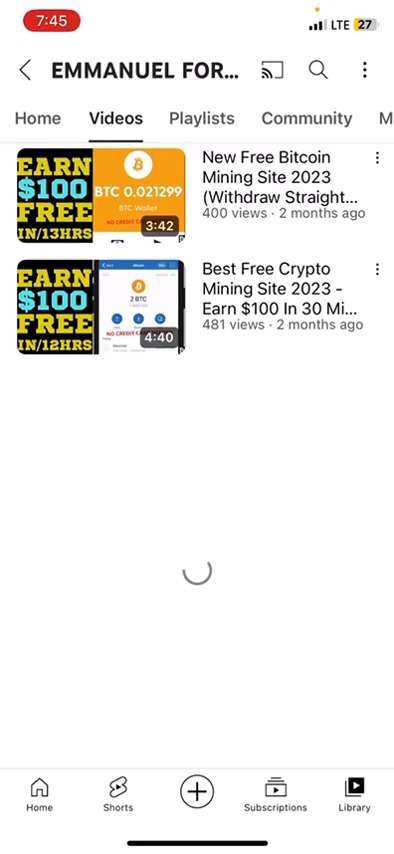 7:45
LTE 27
EMMANUEL FOR...
Home Videos Playlists Community M
EARN
$100
FREE
IN/13HRS
BTC 0.021299
BTC Wallet
NO CREDIT CAR
3:42
New Free Bitcoin
Mining Site 2023
(Withdraw Straight...
400 views · 2 months ago
EARN
$100
FREE
IN/12HRS
Bitcoin
2 BTC
NO CREDIT CAR
4:40
Best Free Crypto
Mining Site 2023 -
Earn $100 In 30 Mi...
481 views · 2 months ago
Home Shorts Subscriptions Library